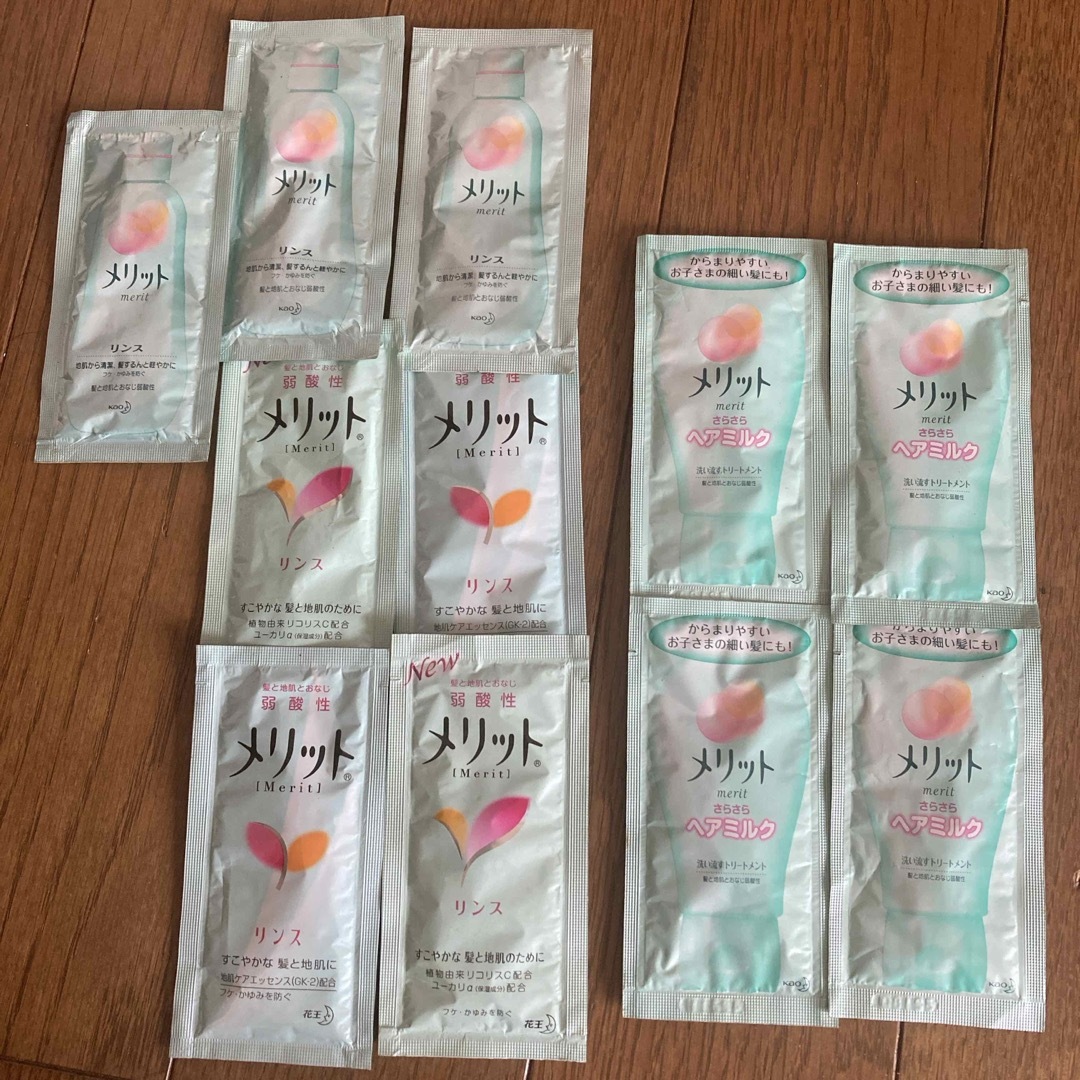 メリット
merit
リンス
地肌から清潔、髪するんと軽やかに
フケ・かゆみを防ぐ
髪と地肌とおなじ弱酸性
Kao
メリット
merit
リンス
地肌から清潔、髪するんと軽やかに
フケ・かゆみを防ぐ
髪と地肌とおなじ弱酸性
Kao
メリット
merit
リンス
地肌から清潔、髪するんと軽やかに
フケ・かゆみを防ぐ
髪と地肌とおなじ弱酸性
Kao
New
髪と地肌とおなじ
弱酸性
メリット®
[Merit]
リンス
すこやかな 髪と地肌のために
植物由来リコリスC配合
ユーカリα(保湿成分)配合
髪と地肌とおなじ
弱酸性
メリット®
[Merit]
リンス
すこやかな 髪と地肌に
地肌ケアエッセンス(GK-2)配合
髪と地肌とおなじ
弱酸性
メリット®
[Merit]
リンス
すこやかな 髪と地肌に
地肌ケアエッセンス(GK-2)配合
フケ・かゆみを防ぐ
花王
New
髪と地肌とおなじ
弱酸性
メリット®
[Merit]
リンス
すこやかな 髪と地肌のために
植物由来リコリスC配合
ユーカリα(保湿成分)配合
フケ・かゆみを防ぐ
花王
からまりやすい
お子さまの細い髪にも!
メリット
merit
さらさら
ヘアミルク
洗い流すトリートメント
髪と地肌とおなじ弱酸性
Kao
からまりやすい
お子さまの細い髪にも!
メリット
merit
さらさら
ヘアミルク
洗い流すトリートメント
髪と地肌とおなじ弱酸性
Kao
からまりやすい
お子さまの細い髪にも!
メリット
merit
さらさら
ヘアミルク
洗い流すトリートメント
髪と地肌とおなじ弱酸性
Kao
からまりやすい
お子さまの細い髪にも!
メリット
merit
さらさら
ヘアミルク
洗い流すトリートメント
髪と地肌とおなじ弱酸性
Kao